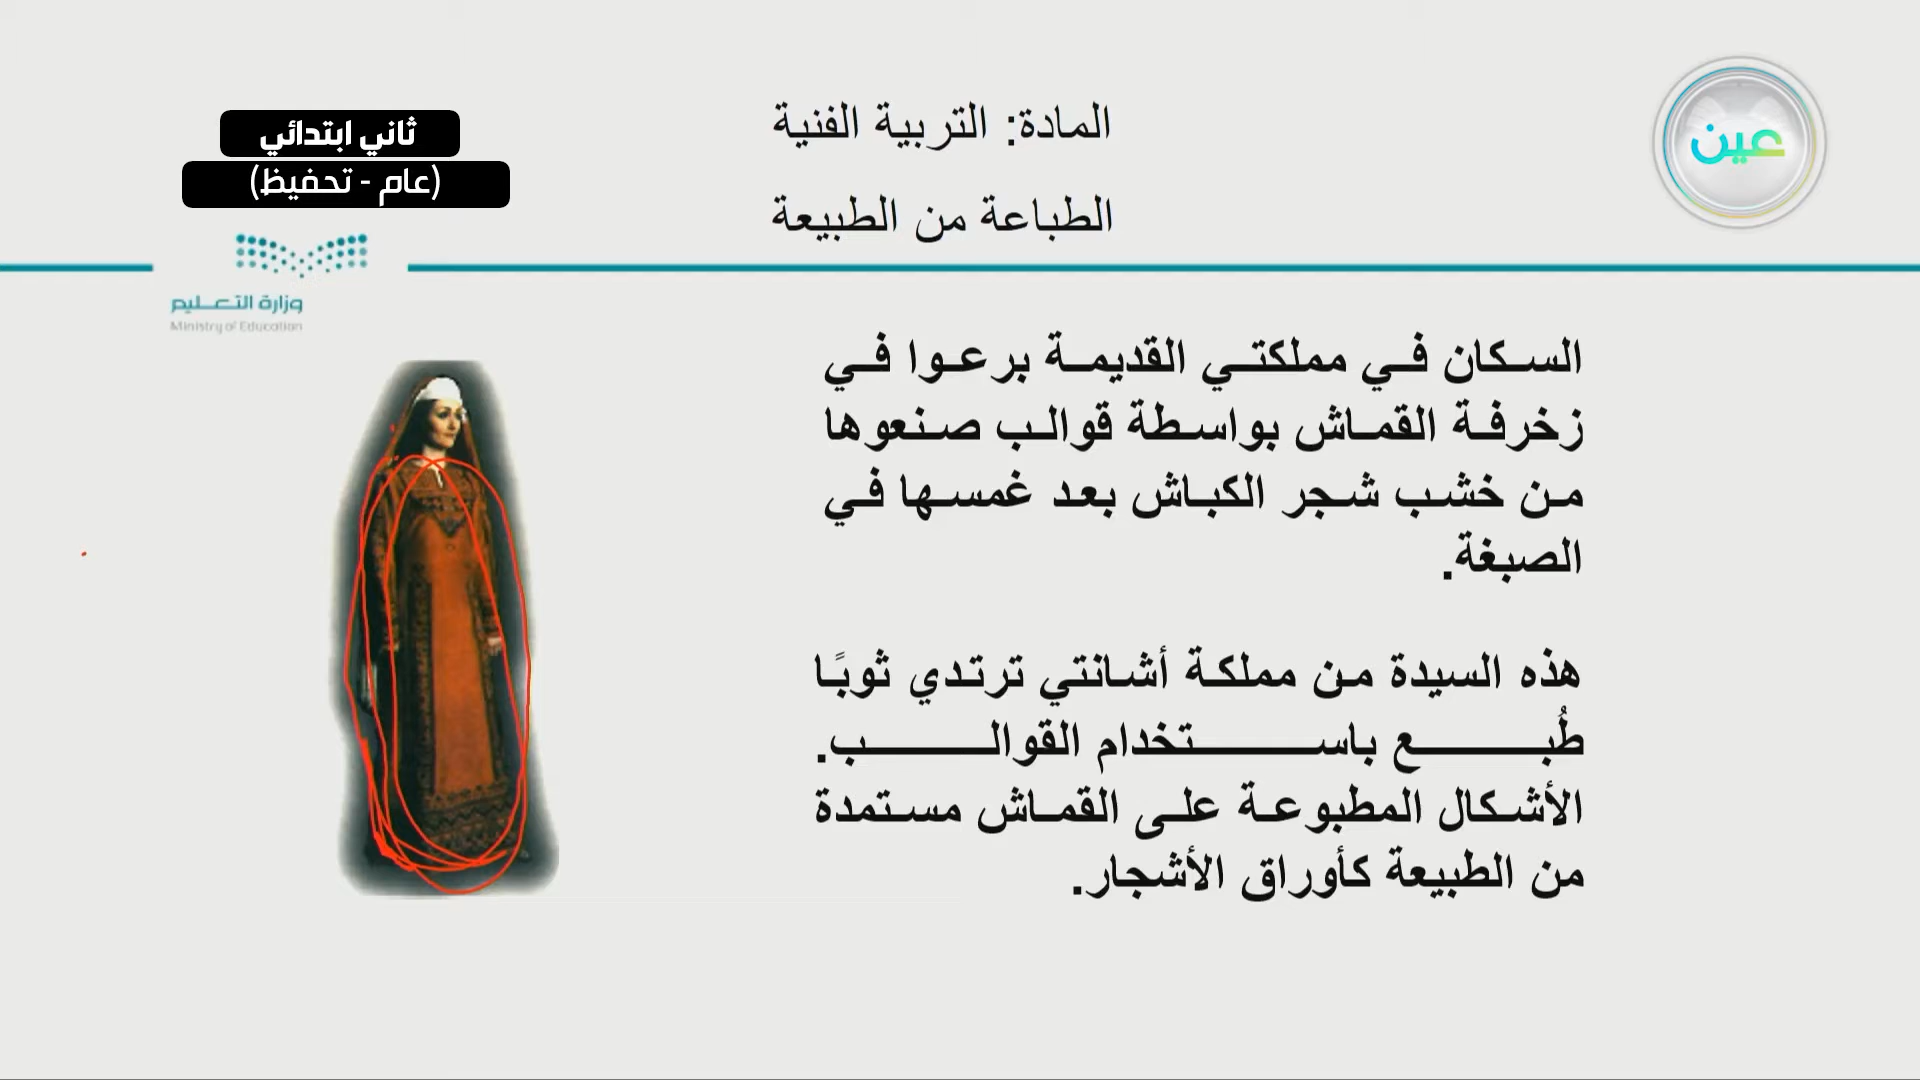 المادة: التربية الفنية
الطباعة من الطبيعة
عين
ثاني ابتدائي
(عام - تحفيظ)
وزارة التعليم
Ministry of Education
السكان في مملكتي القديمة برعوا في
زخرفة القماش بواسطة قوالب صنعوها
من خشب شجر الكباش بعد غمسها في
الصبغة.
هذه السيدة من مملكة أشانتي ترتدي ثوبًا
طُبع باستخدام القوالب.
الأشكال المطبوعة على القماش مستمدة
من الطبيعة كأوراق الأشجار.